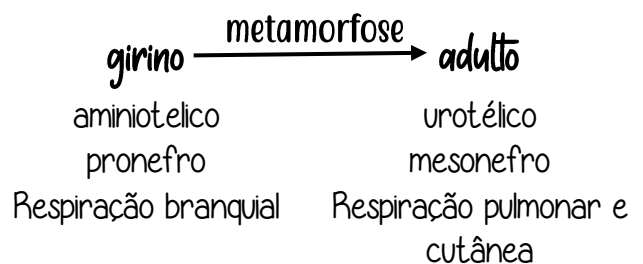 metamorfose
girino adulto
aminiotelico urotélico
pronefro mesonefro
Respiração branquial Respiração pulmonar e
cutânea